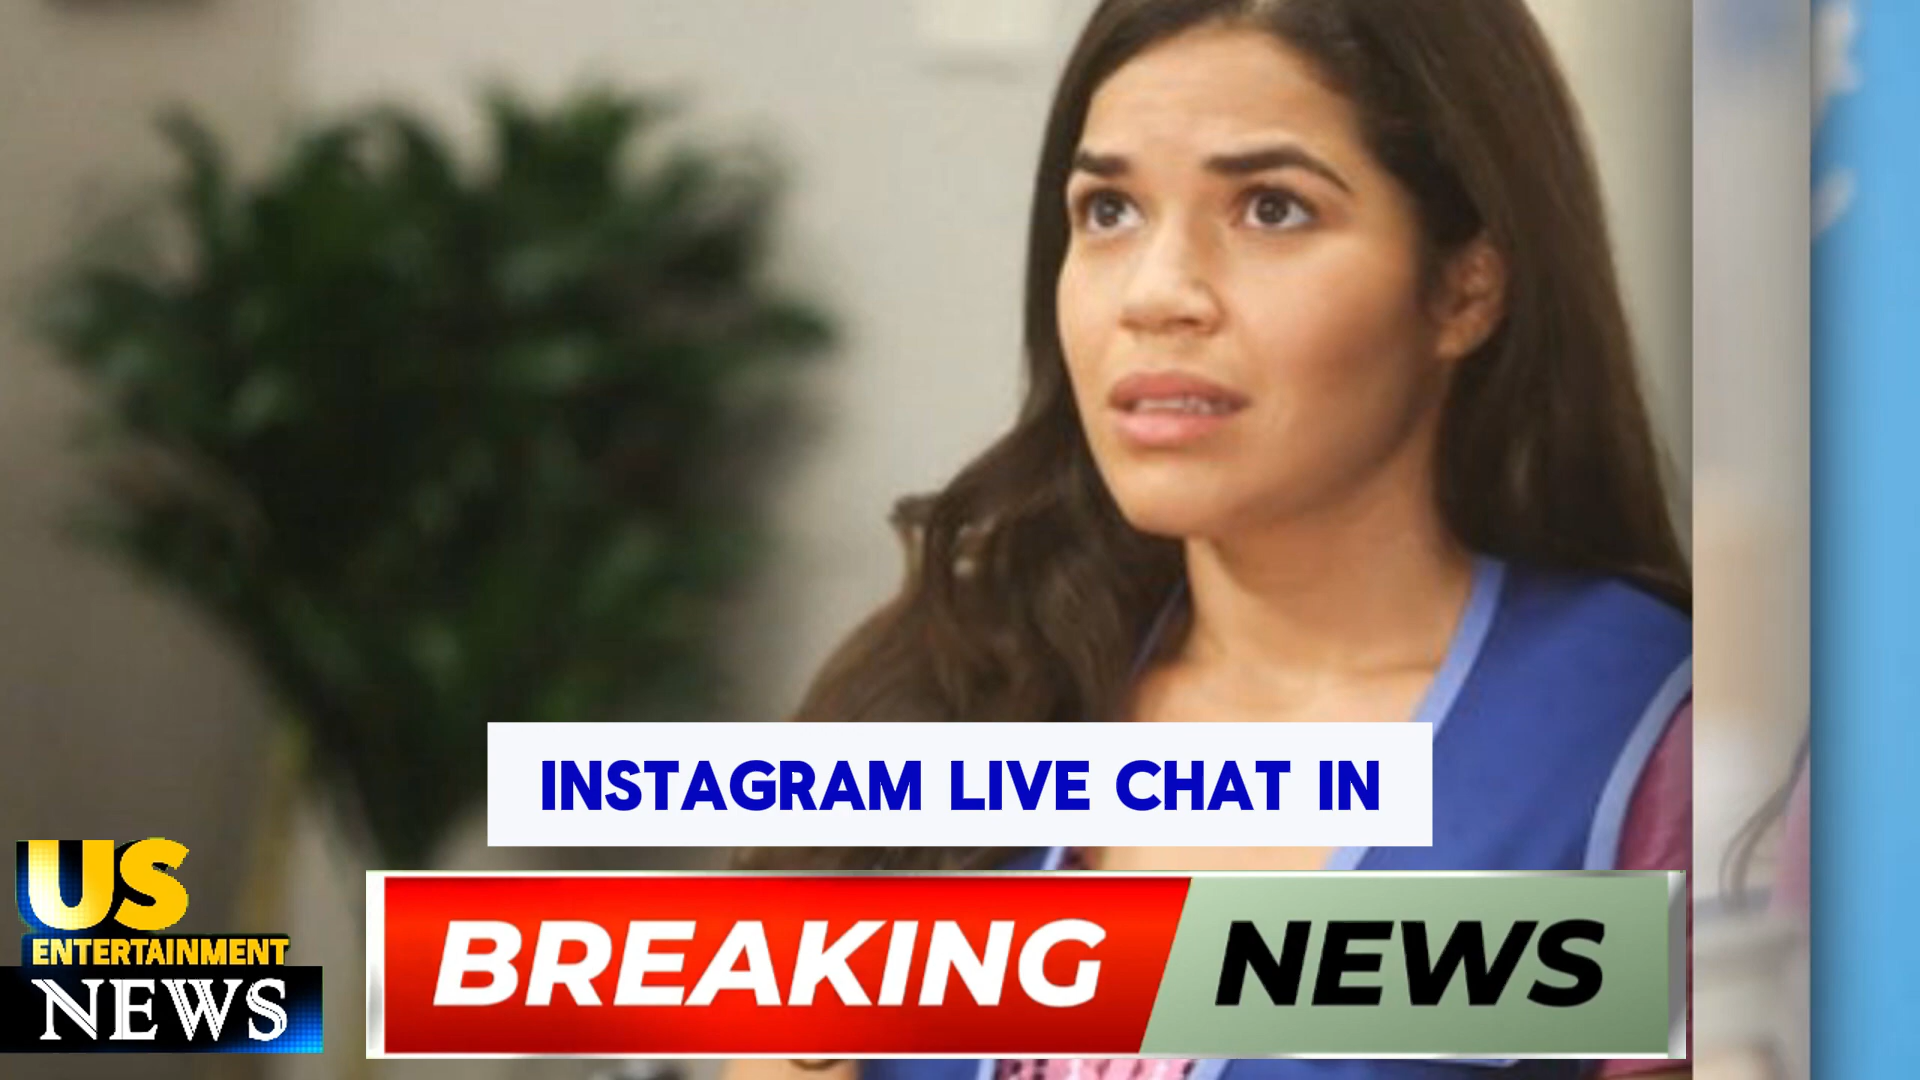 INSTAGRAM LIVE CHAT IN
BREAKING NEWS
US
ENTERTAINMENT
NEWS